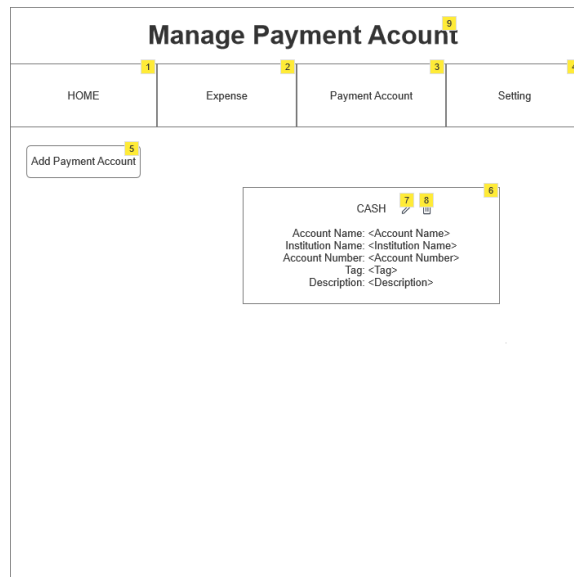 Manage Payment Acount
9
1
2
3
4
HOME
Expense
Payment Account
Setting
5
Add Payment Account
6
7
8
CASH
Account Name: <Account Name>
Institution Name: <Institution Name>
Account Number: <Account Number>
Tag: <Tag>
Description: <Description>